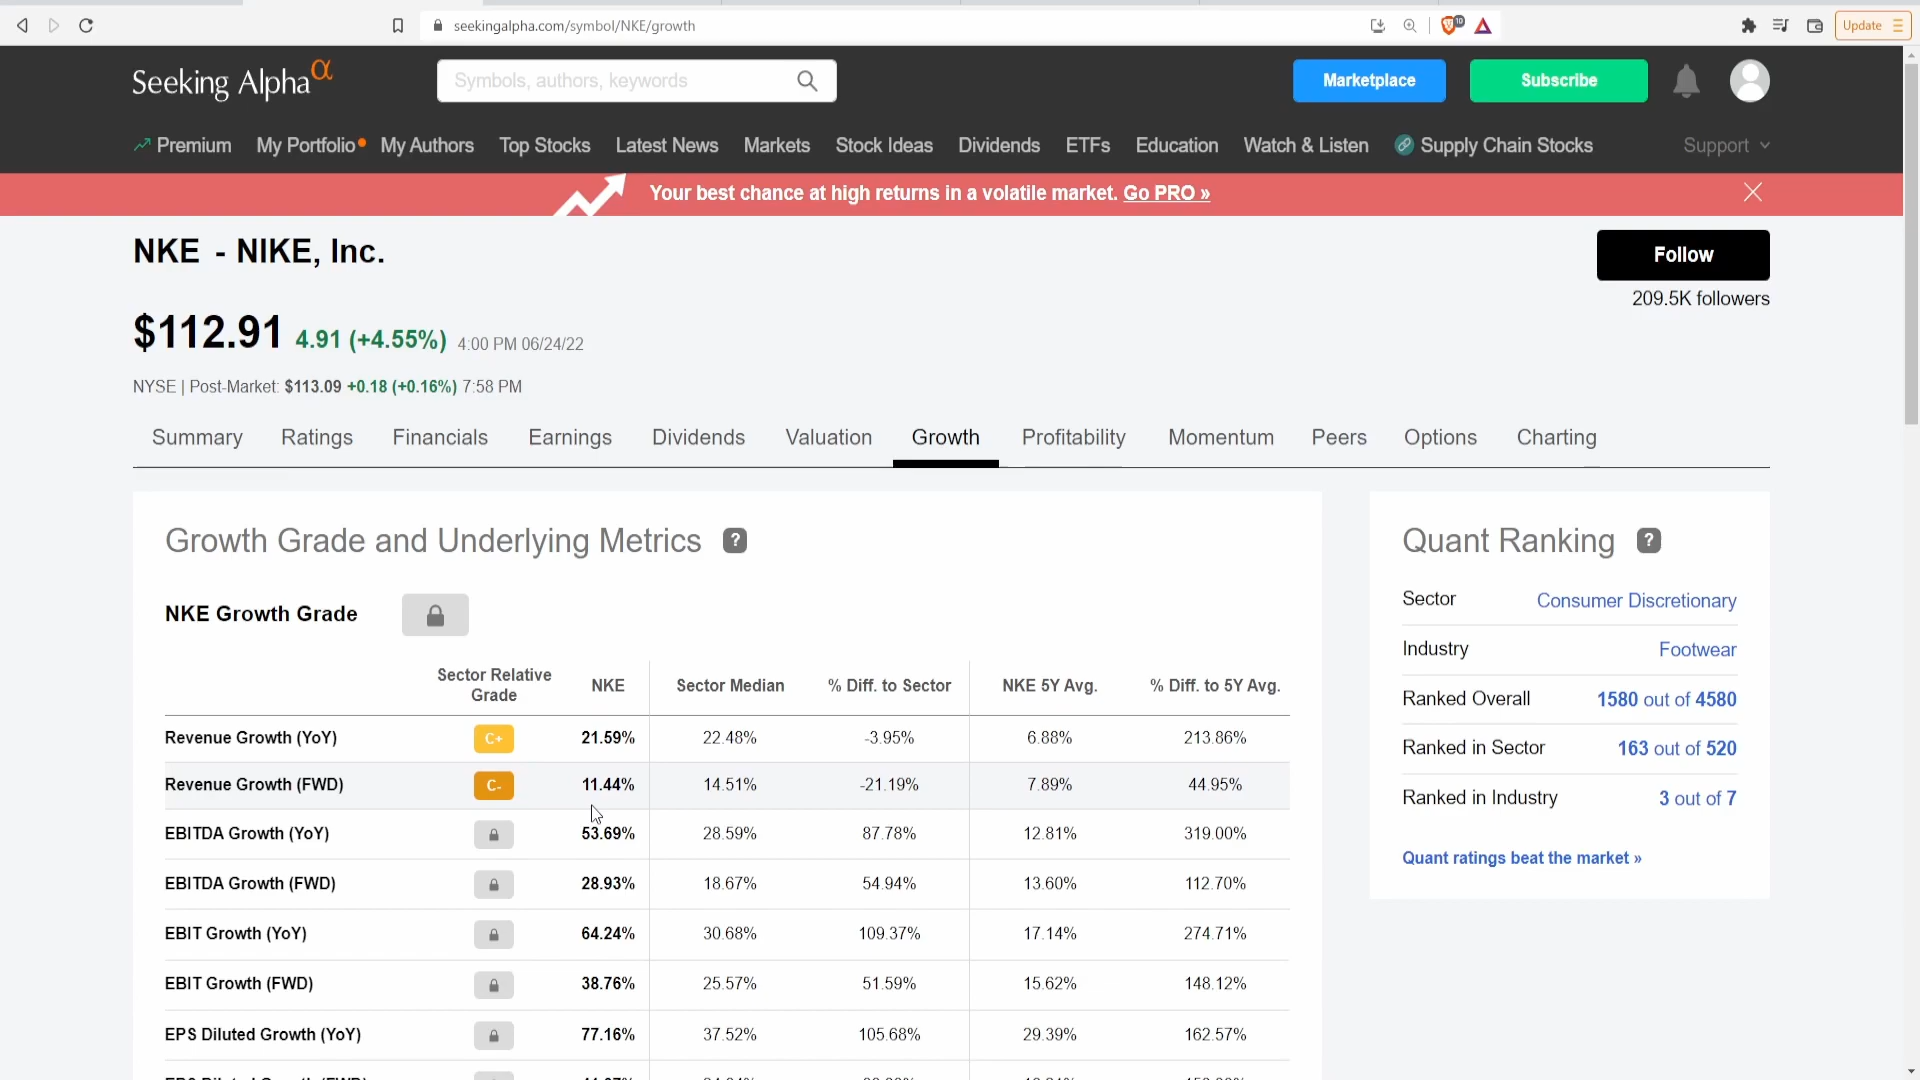 seekingalpha.com/symbol/NKE/growth
10
Update
Seeking Alpha α
Symbols, authors, keywords
Marketplace
Subscribe
Premium My Portfolio My Authors Top Stocks Latest News Markets Stock Ideas Dividends ETFs Education Watch & Listen Supply Chain Stocks Support
Your best chance at high returns in a volatile market. Go PRO »
NKE - NIKE, Inc.
Follow
209.5K followers
$112.91 4.91 (+4.55%) 4:00 PM 06/24/22
NYSE | Post-Market: $113.09 +0.18 (+0.16%) 7:58 PM
Summary Ratings Financials Earnings Dividends Valuation Growth Profitability Momentum Peers Options Charting
Growth Grade and Underlying Metrics ?
NKE Growth Grade
Sector Relative
Grade
NKE Sector Median % Diff. to Sector NKE 5Y Avg. % Diff. to 5Y Avg.
Revenue Growth (YoY) C+ 21.59% 22.48% -3.95% 6.88% 213.86%
Revenue Growth (FWD) C- 11.44% 14.51% -21.19% 7.89% 44.95%
EBITDA Growth (YoY) 53.69% 28.59% 87.78% 12.81% 319.00%
EBITDA Growth (FWD) 28.93% 18.67% 54.94% 13.60% 112.70%
EBIT Growth (YoY) 64.24% 30.68% 109.37% 17.14% 274.71%
EBIT Growth (FWD) 38.76% 25.57% 51.59% 15.62% 148.12%
EPS Diluted Growth (YoY) 77.16% 37.52% 105.68% 29.39% 162.57%
Quant Ranking ?
Sector Consumer Discretionary
Industry Footwear
Ranked Overall 1580 out of 4580
Ranked in Sector 163 out of 520
Ranked in Industry 3 out of 7
Quant ratings beat the market »